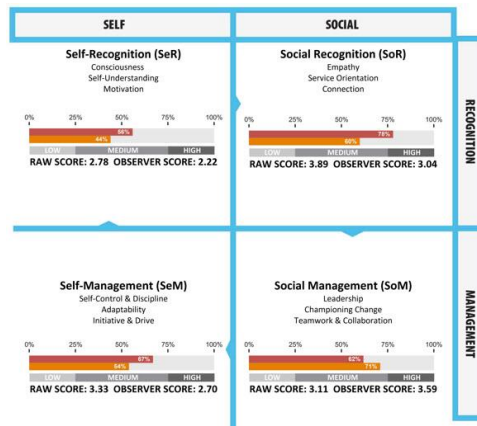 SELF
SOCIAL
Self-Recognition (SeR)
Consciousness
Self-Understanding
Motivation
0% 25% 50% 75% 100%
56%
44%
LOW MEDIUM HIGH
RAW SCORE: 2.78 OBSERVER SCORE: 2.22
Social Recognition (SoR)
Empathy
Service Orientation
Connection
0% 25% 50% 75% 100%
78%
60%
LOW MEDIUM HIGH
RAW SCORE: 3.89 OBSERVER SCORE: 3.04
RECOGNITION
Self-Management (SeM)
Self-Control & Discipline
Adaptability
Initiative & Drive
0% 25% 50% 75% 100%
67%
54%
LOW MEDIUM HIGH
RAW SCORE: 3.33 OBSERVER SCORE: 2.70
Social Management (SoM)
Leadership
Championing Change
Teamwork & Collaboration
0% 25% 50% 75% 100%
62%
71%
LOW MEDIUM HIGH
RAW SCORE: 3.11 OBSERVER SCORE: 3.59
MANAGEMENT